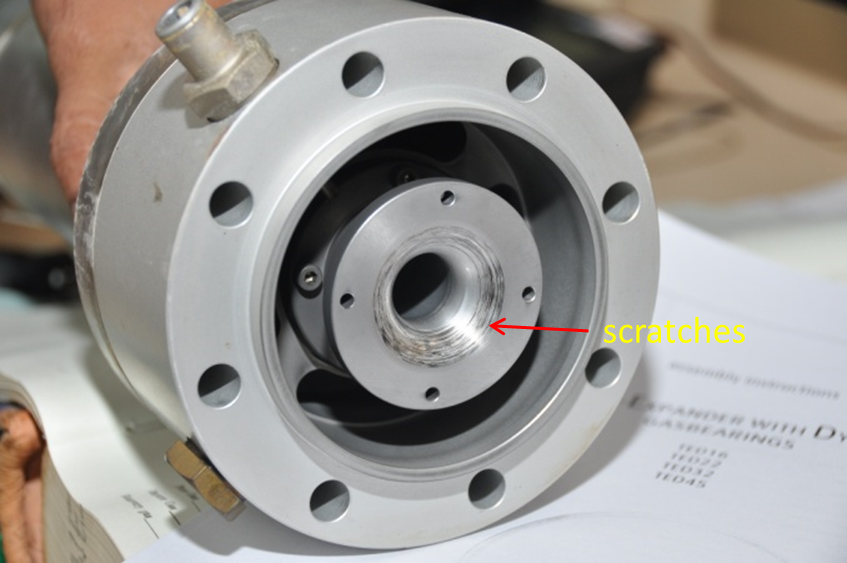 scratches
assembly instructions
EXPANDER WITH DY
GASBEARINGS
TED16
TED22
TED32
TED45